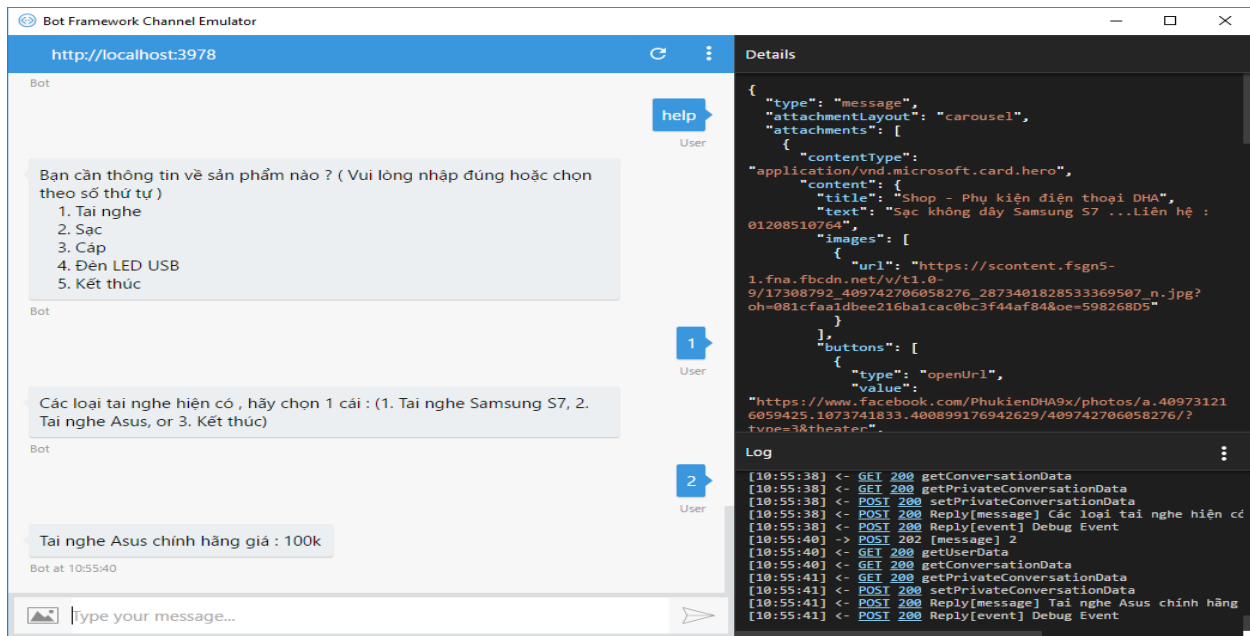 Bot Framework Channel Emulator
http://localhost:3978
Bot
help
User
Bạn cần thông tin về sản phẩm nào ? ( Vui lòng nhập đúng hoặc chọn
theo số thứ tự )
1. Tai nghe
2. Sạc
3. Cáp
4. Đèn LED USB
5. Kết thúc
Bot
1
User
Các loại tai nghe hiện có , hãy chọn 1 cái : (1. Tai nghe Samsung S7, 2.
Tai nghe Asus, or 3. Kết thúc)
Bot
2
User
Tai nghe Asus chính hãng giá : 100k
Bot at 10:55:40
Type your message...
Details
{
"type": "message",
"attachmentLayout": "carousel",
"attachments": [
{
"contentType":
"application/vnd.microsoft.card.hero",
"content": {
"title": "Shop - Phụ kiện điện thoại DHA",
"text": "Sạc không dây Samsung S7 ...Liên hệ :
01208510764",
"images": [
{
"url": "https://scontent.fsgn5-
1.fna.fbcdn.net/v/t1.0-
9/17308792_409742706058276_2873401828533369507_n.jpg?
oh=081cfaa1dbee216ba1cac0bc3f44af84&oe=598268D5"
}
],
"buttons": [
{
"type": "openUrl",
"value":
"https://www.facebook.com/PhukienDHA9x/photos/a.40973121
6059425.1073741833.400899176942629/409742706058276/?
type=3&theater",
Log
[10:55:38] <- GET 200 getConversationData
[10:55:38] <- GET 200 getPrivateConversationData
[10:55:38] <- POST 200 setPrivateConversationData
[10:55:38] <- POST 200 Reply[message] Các loại tai nghe hiện có
[10:55:38] <- POST 200 Reply[event] Debug Event
[10:55:40] -> POST 202 [message] 2
[10:55:40] <- GET 200 getUserData
[10:55:40] <- GET 200 getConversationData
[10:55:41] <- GET 200 getPrivateConversationData
[10:55:41] <- POST 200 setPrivateConversationData
[10:55:41] <- POST 200 Reply[message] Tai nghe Asus chính hãng
[10:55:41] <- POST 200 Reply[event] Debug Event